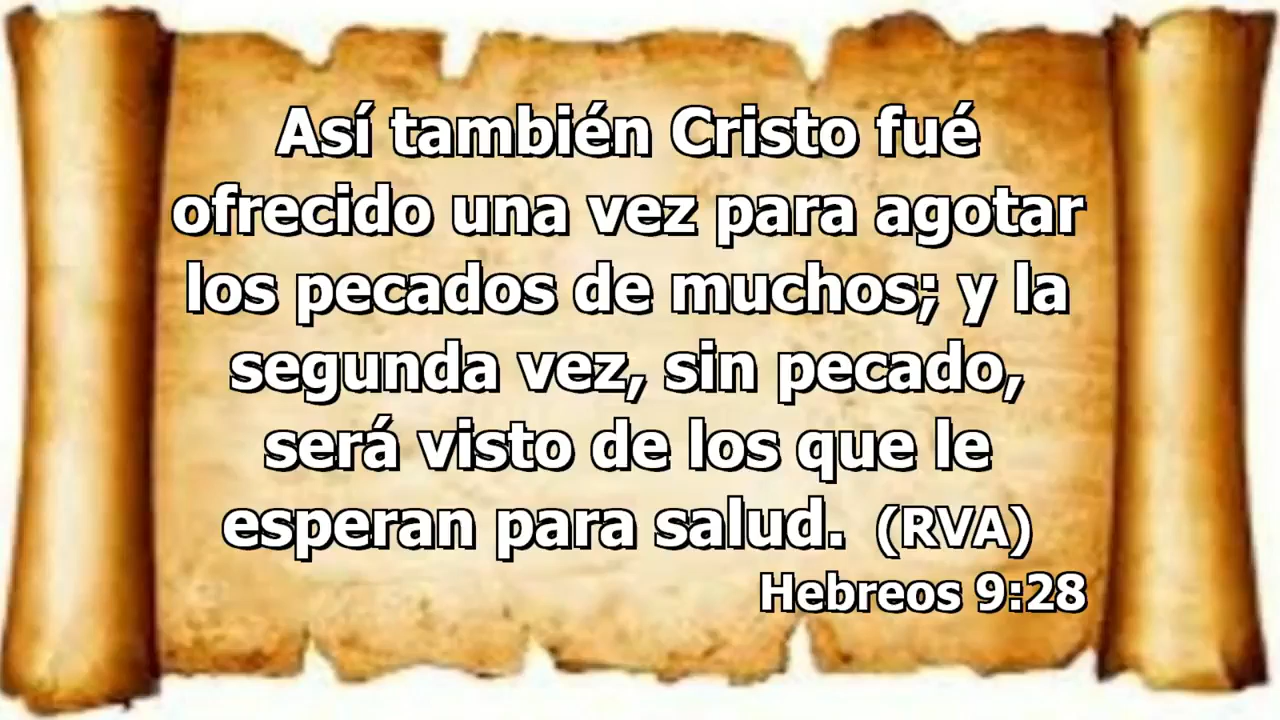 Así también Cristo fué
ofrecido una vez para agotar
los pecados de muchos; y la
segunda vez, sin pecado,
será visto de los que le
esperan para salud. (RVA)
Hebreos 9:28